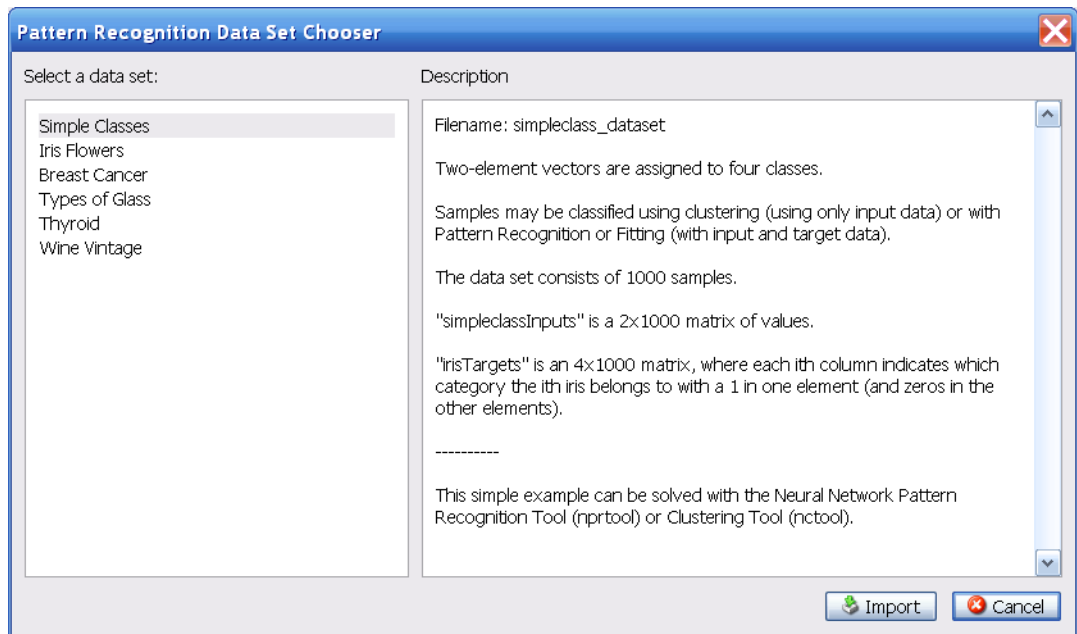 Pattern Recognition Data Set Chooser
Select a data set:
Simple Classes
Iris Flowers
Breast Cancer
Types of Glass
Thyroid
Wine Vintage
Description
Filename: simpleclass_dataset
Two-element vectors are assigned to four classes.
Samples may be classified using clustering (using only input data) or with
Pattern Recognition or Fitting (with input and target data).
The data set consists of 1000 samples.
"simpleclassInputs" is a 2x1000 matrix of values.
"irisTargets" is an 4x1000 matrix, where each ith column indicates which
category the ith iris belongs to with a 1 in one element (and zeros in the
other elements).
----------
This simple example can be solved with the Neural Network Pattern
Recognition Tool (nprtool) or Clustering Tool (nctool).
Import
Cancel